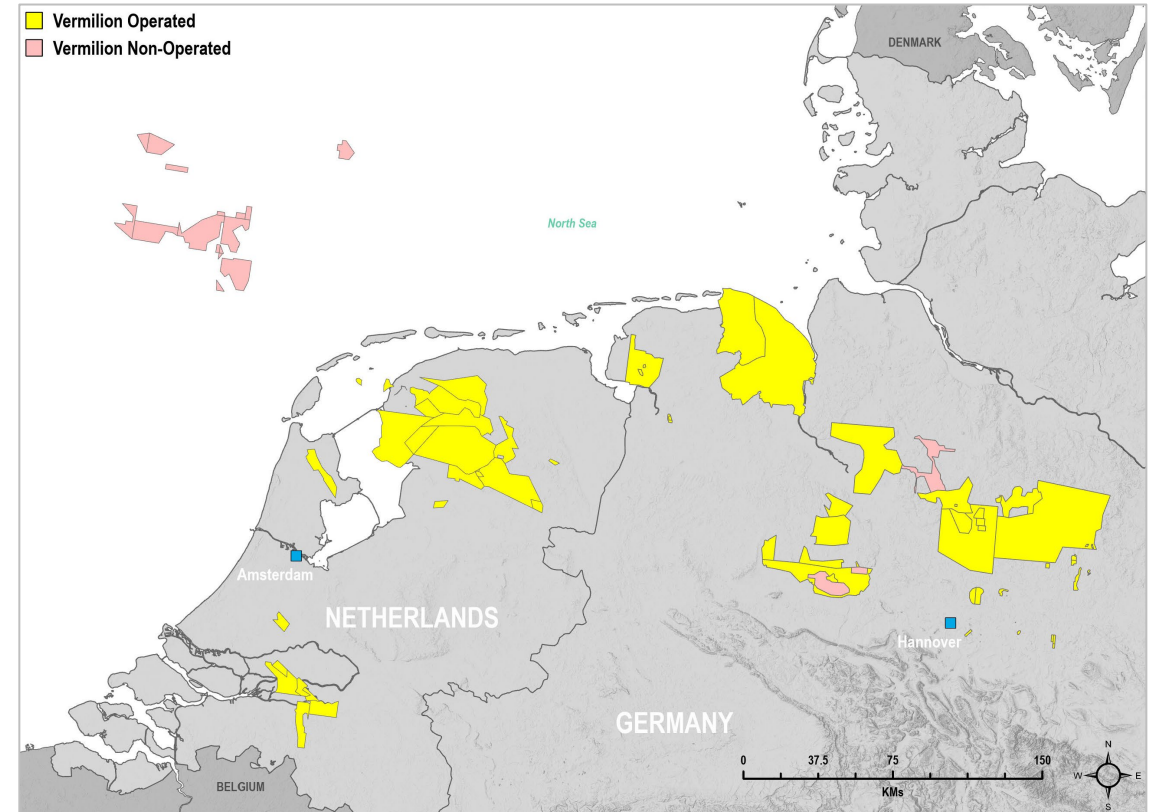 Vermilion Operated
Vermilion Non-Operated
DENMARK
North Sea
Amsterdam
NETHERLANDS
Hannover
GERMANY
BELGIUM
0 37.5 75 150
KMs
N
W E
S